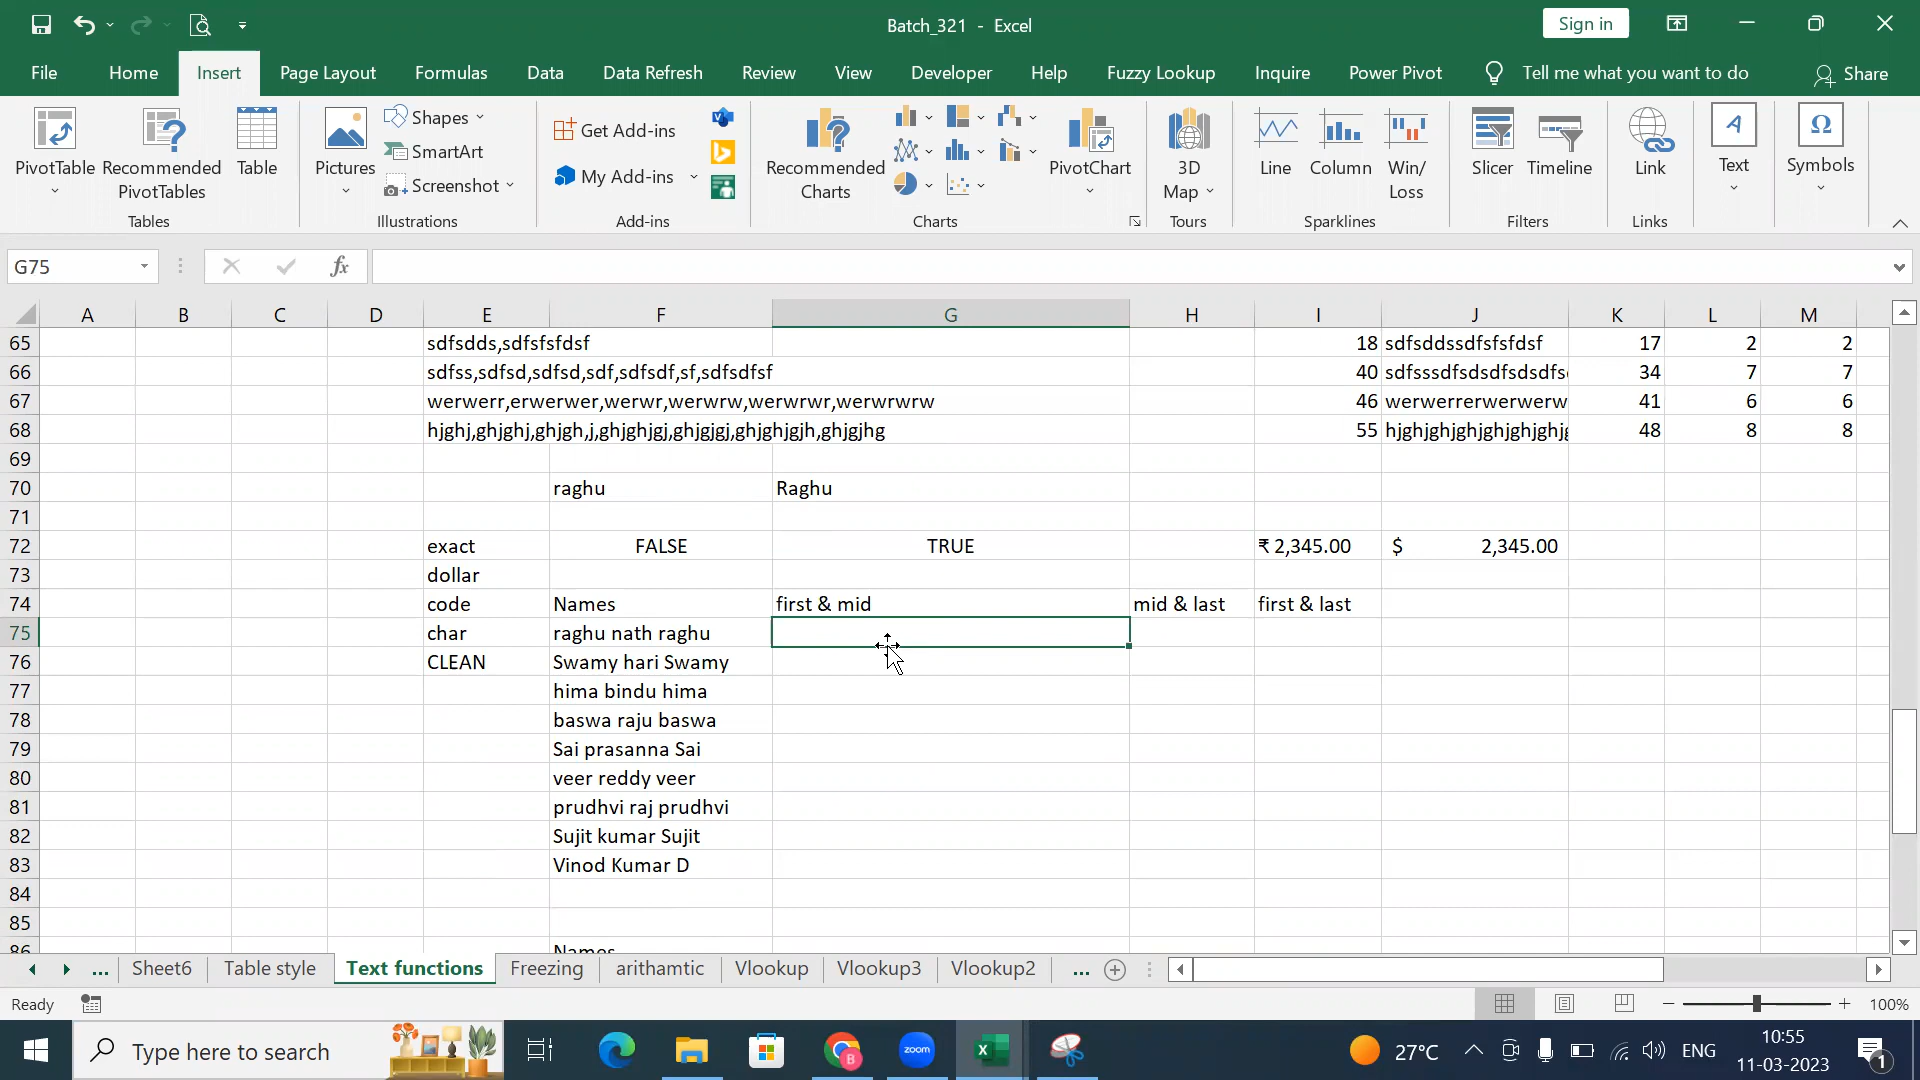 Batch_321 - Excel
Sign in
File Home Insert Page Layout Formulas Data Data Refresh Review View Developer Help Fuzzy Lookup Inquire Power Pivot Tell me what you want to do Share
PivotTable
Recommended PivotTables
Table
Tables
Pictures
Shapes
SmartArt
Screenshot
Illustrations
Get Add-ins
My Add-ins
Add-ins
Recommended Charts
PivotChart
Charts
3D Map
Tours
Line
Column
Win/Loss
Sparklines
Slicer
Timeline
Filters
Link
Links
Text
Symbols
G75
fx
A B C D E F G H I J K L M
65 sdfsdds,sdfsfsfdsf 18 sdfsddssdfsfsfdsf 17 2 2
66 sdfss,sdfsd,sdfsd,sdf,sdfsdf,sf,sdfsdfsf 40 34 7 7
67 werwerr,erwerwer,werwr,werwrw,werwrwr,werwrwrw 46 werwerrerwerwerw 41 6 6
68 hjghj,ghjghj,ghjgh,j,ghjghjgj,ghjgjgj,ghjghjgjh,ghjgjhg 55 48 8 8
69
70 raghu Raghu
71
72 exact FALSE TRUE ₹ 2,345.00 $ 2,345.00
73 dollar
74 code Names first & mid mid & last first & last
75 char raghu nath raghu
76 CLEAN Swamy hari Swamy
77 hima bindu hima
78 baswa raju baswa
79 Sai prasanna Sai
80 veer reddy veer
81 prudhvi raj prudhvi
82 Sujit kumar Sujit
83 Vinod Kumar D
84
85
86 Names
... Sheet6 Table style Text functions Freezing arithamtic Vlookup Vlookup3 Vlookup2 ...
Ready 100%
Type here to search
zoom
27°C
ENG
10:55
11-03-2023
1